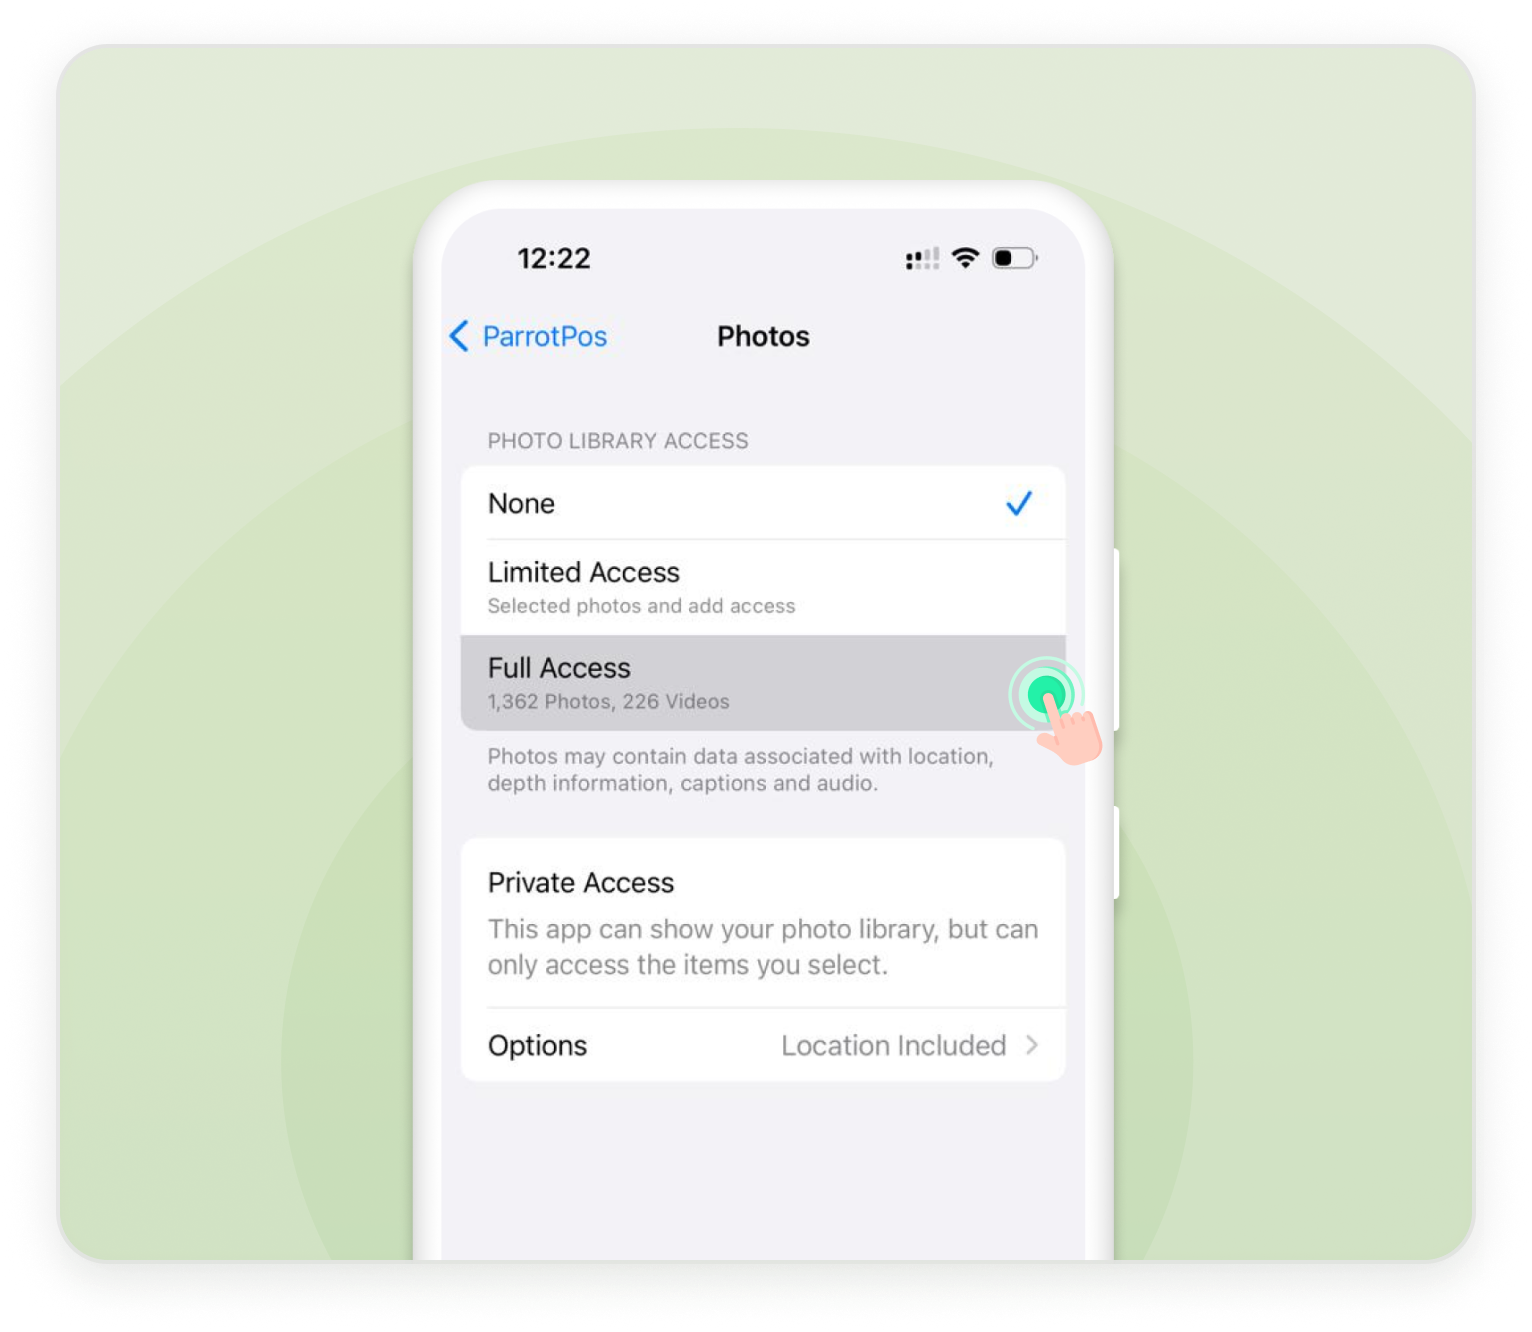 12:22
ParrotPos
Photos
PHOTO LIBRARY ACCESS
None
Limited Access
Selected photos and add access
Full Access
1,362 Photos, 226 Videos
Photos may contain data associated with location,
depth information, captions and audio.
Private Access
This app can show your photo library, but can
only access the items you select.
Options
Location Included